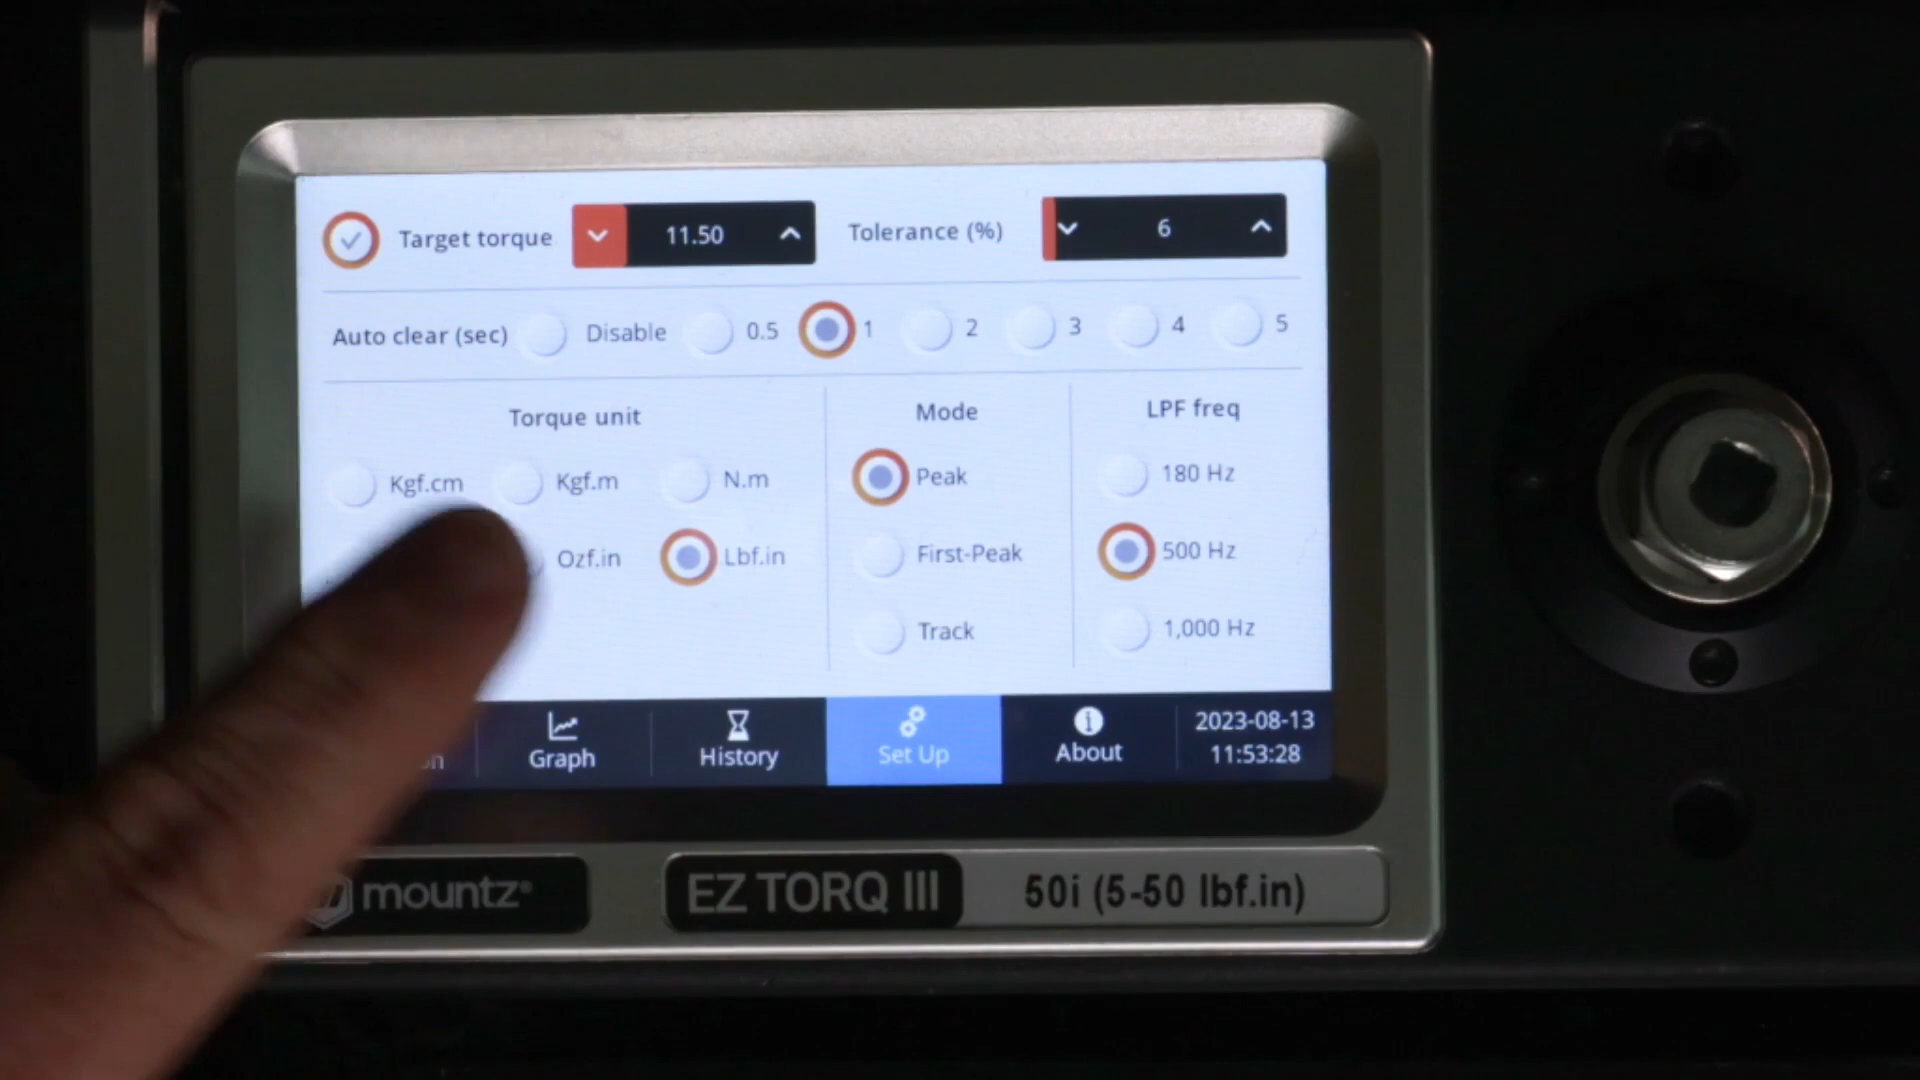 Target torque 11.50 Tolerance (%) 6
Auto clear (sec) Disable 0.5 1 2 3 4 5
Torque unit Mode LPF freq
Kgf.cm Kgf.m N.m Peak 180 Hz
Ozf.in Lbf.in First-Peak 500 Hz
Track 1,000 Hz
Graph History Set Up About 2023-08-13
11:53:28
mountz® EZ TORQ III 50i (5-50 lbf.in)